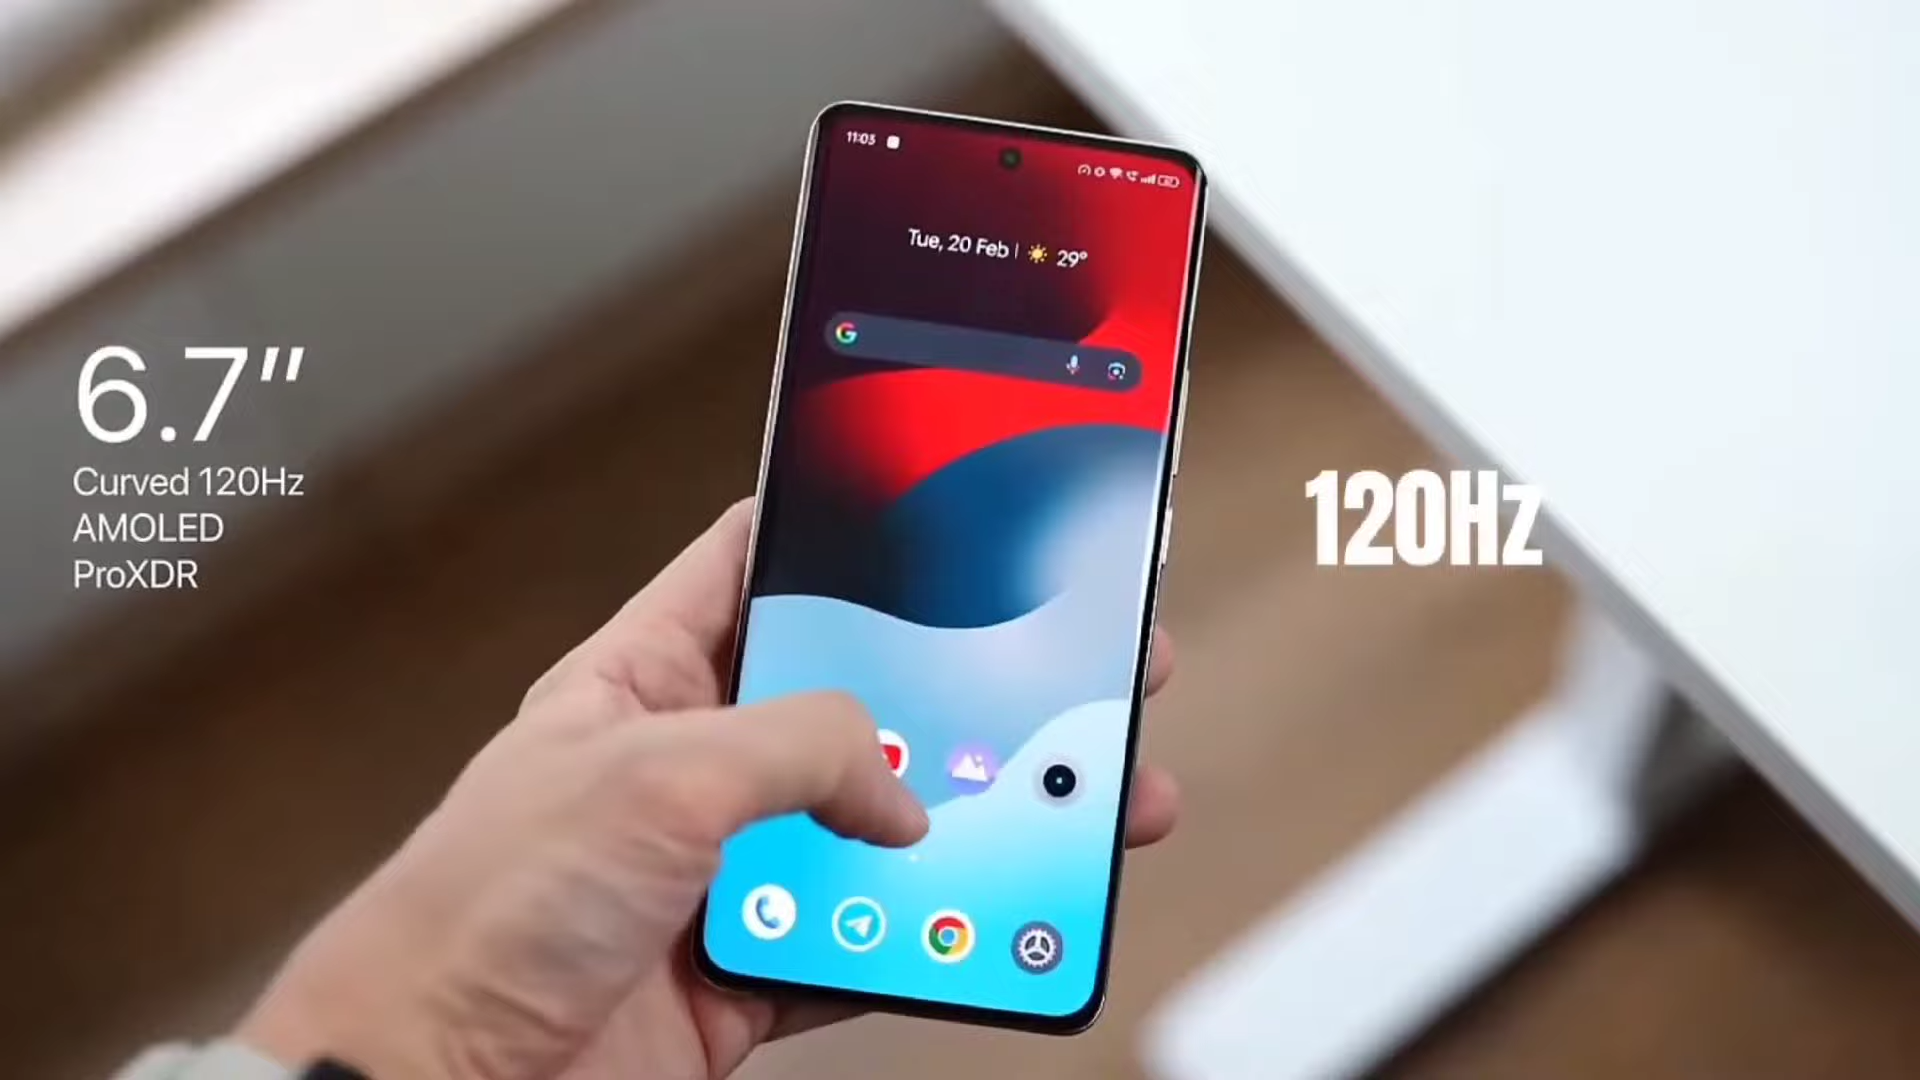 11:03
Tue, 20 Feb | 29°
6.7"
Curved 120Hz
AMOLED
ProXDR
120Hz